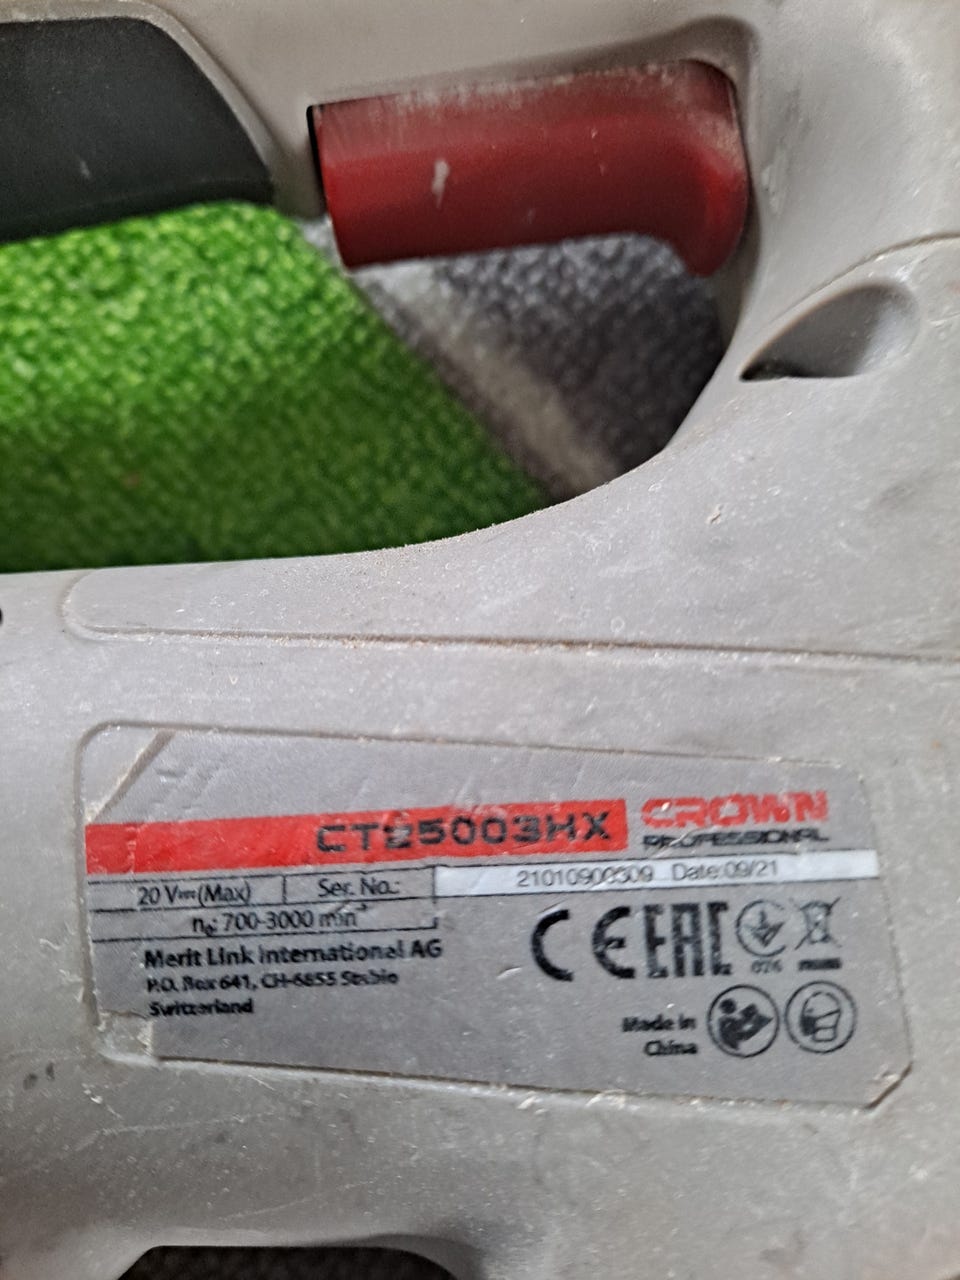 CT25003HX CROWN
PROFESSIONAL
20 V (Max) Ser. No.: 21010900309 Date:09/21
n₀: 700-3000 min⁻¹
Merit Link International AG
P.O. Box 641, CH-6855 Stabio
Switzerland
CE EAC
026
Made in
China